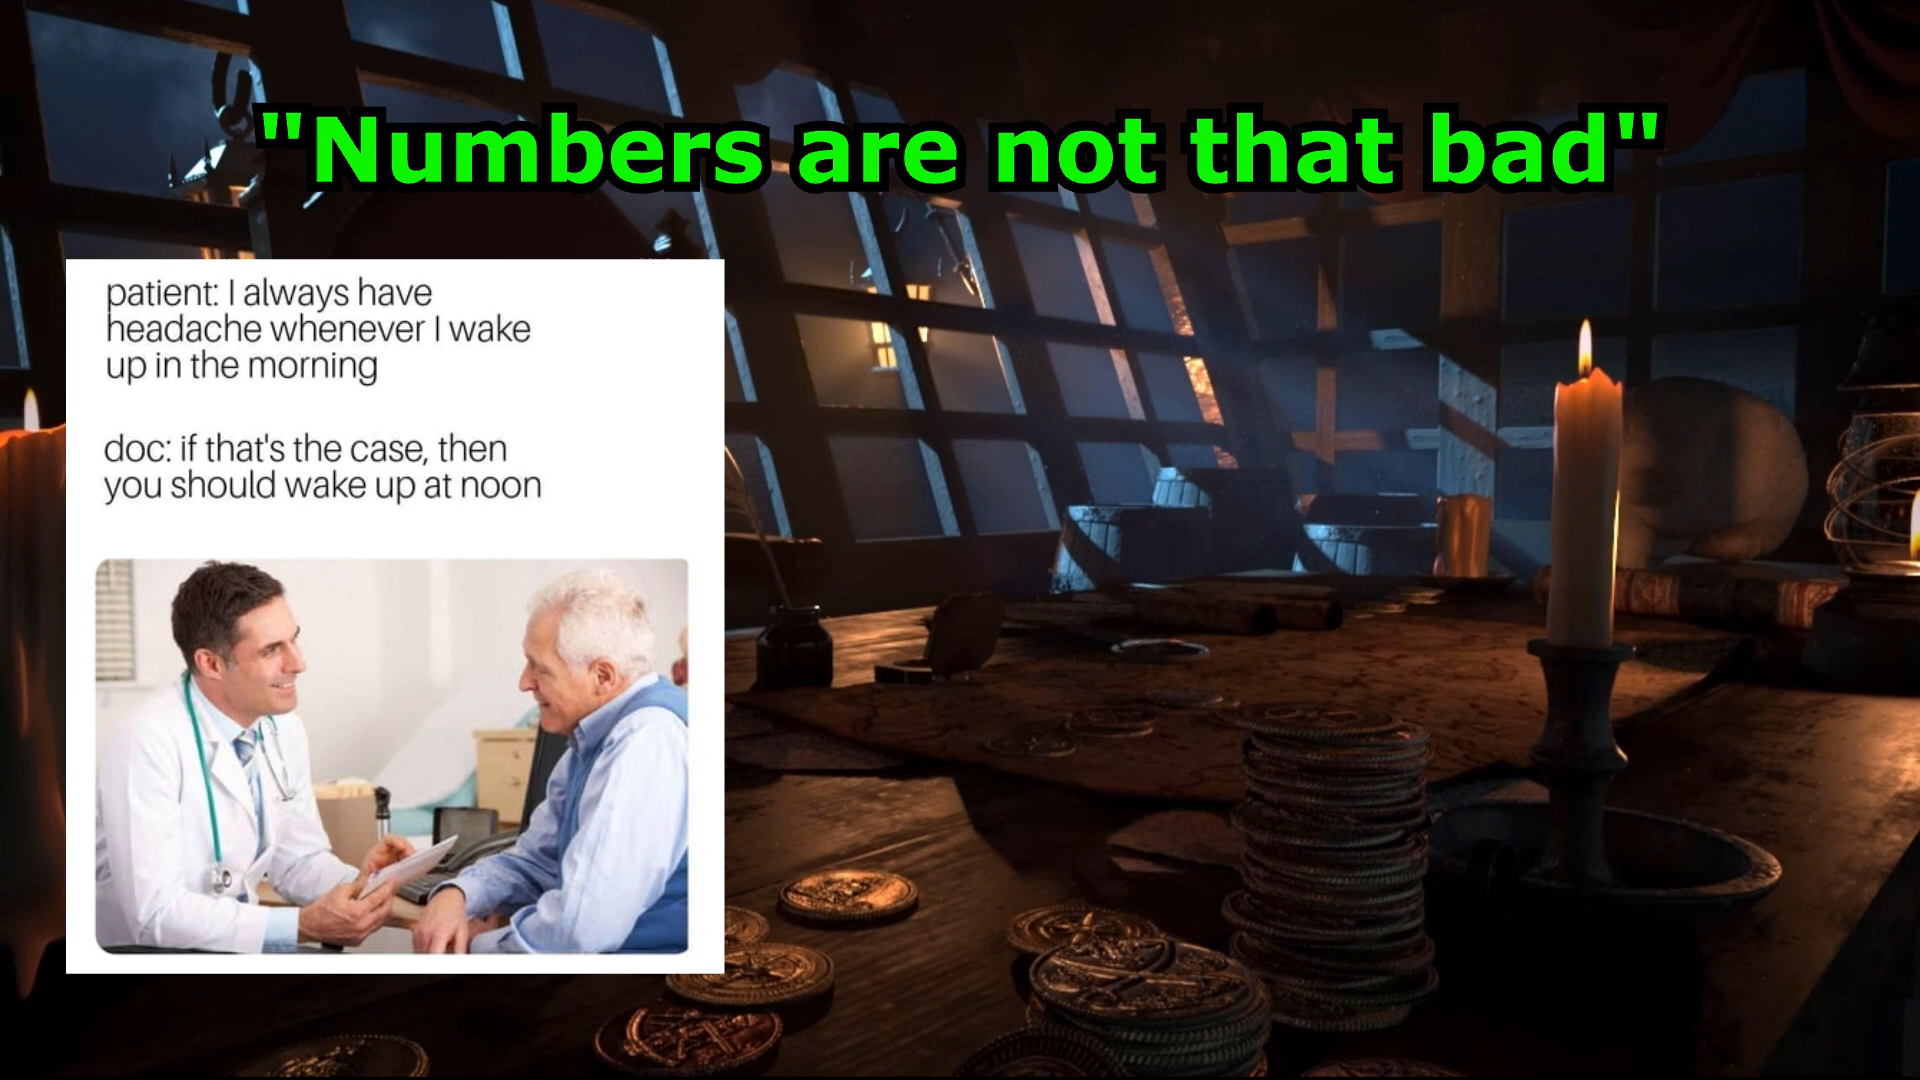 "Numbers are not that bad"
patient: I always have
headache whenever I wake
up in the morning
doc: if that's the case, then
you should wake up at noon